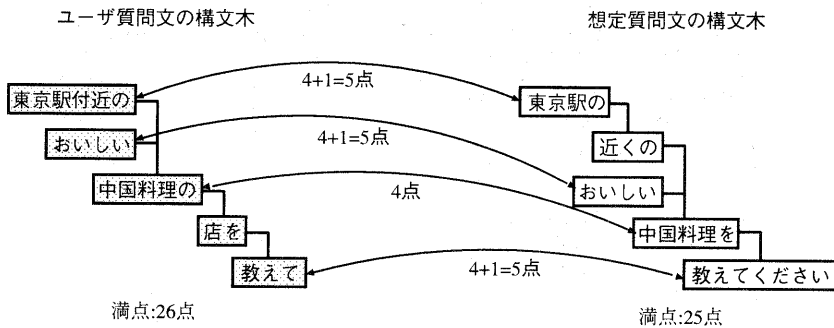 ユーザ質問文の構文木
想定質問文の構文木
4+1=5点
東京駅付近の
東京駅の
おいしい
4+1=5点
近くの
中国料理の
4点
おいしい
店を
中国料理を
教えて
4+1=5点
教えてください
満点:26点
満点:25点